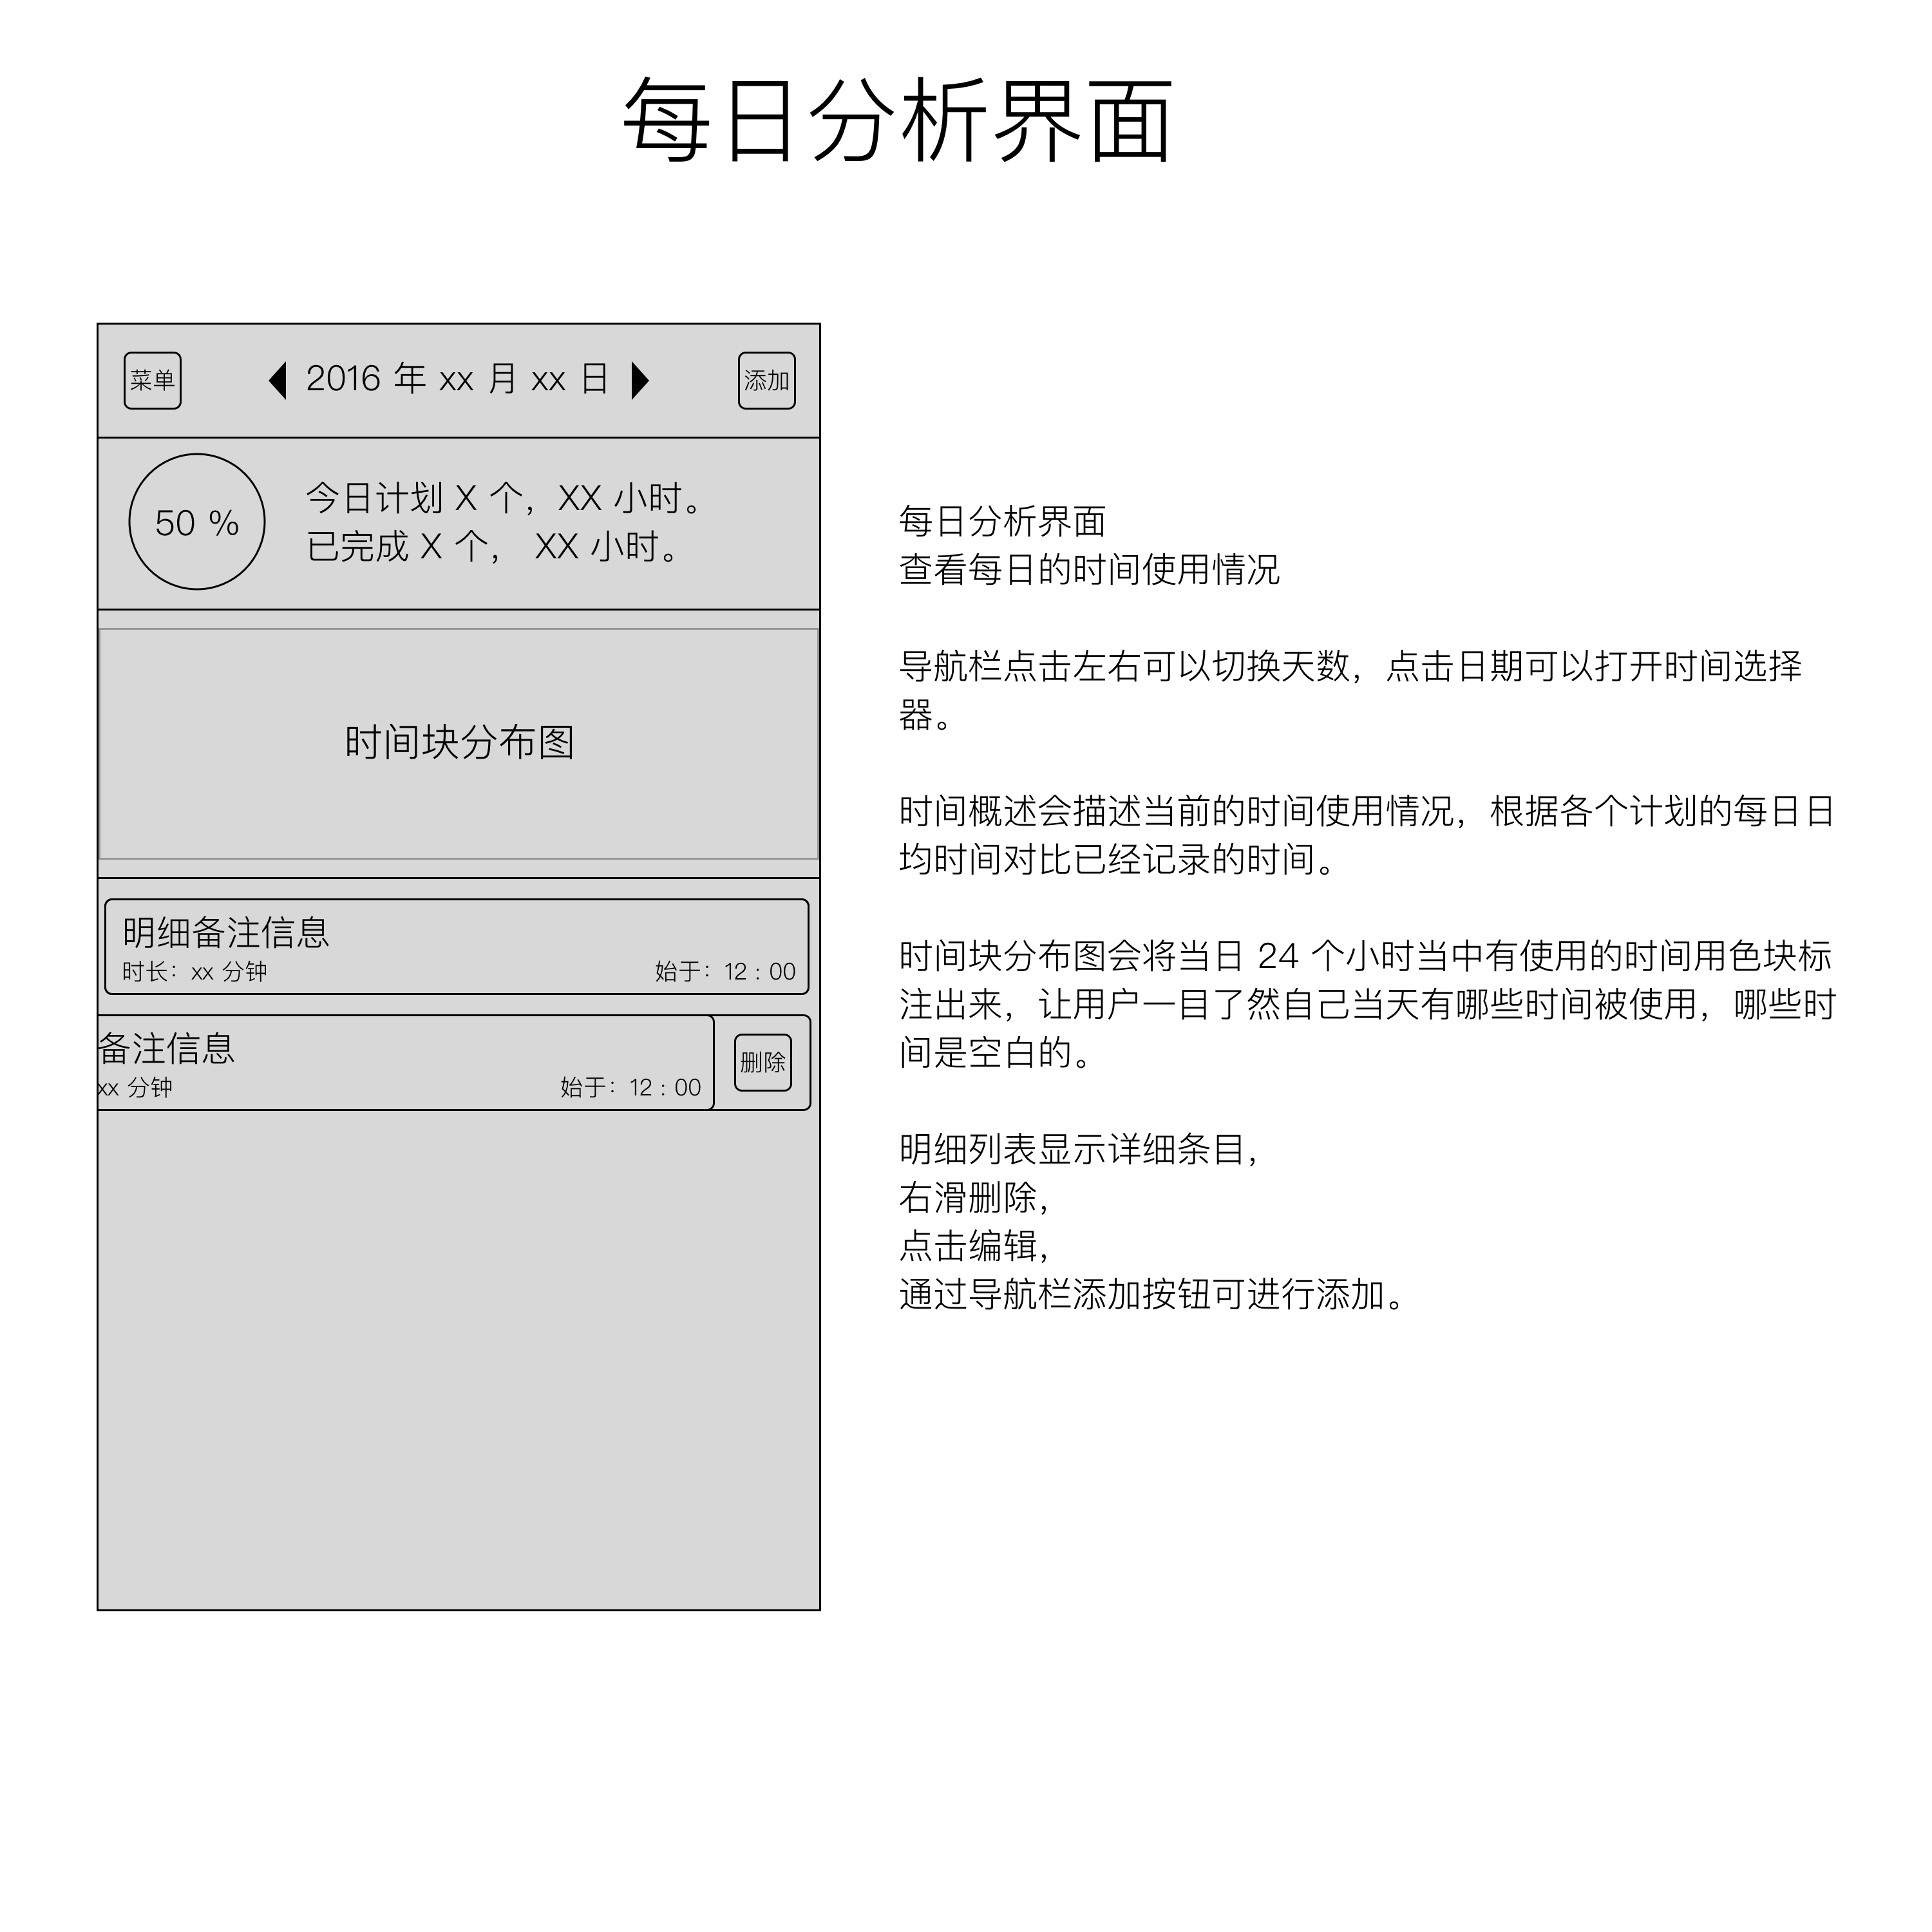 每日分析界面
菜单
2016 年 xx 月 xx 日
添加
50 %
今日计划 X 个，XX 小时。
已完成 X 个， XX 小时。
时间块分布图
明细备注信息
时长：xx 分钟
始于：12 : 00
备注信息
xx 分钟
始于：12 : 00
删除
每日分析界面
查看每日的时间使用情况
导航栏点击左右可以切换天数，点击日期可以打开时间选择
器。
时间概述会描述当前的时间使用情况，根据各个计划的每日日
均时间对比已经记录的时间。
时间块分布图会将当日 24 个小时当中有使用的时间用色块标
注出来，让用户一目了然自己当天有哪些时间被使用，哪些时
间是空白的。
明细列表显示详细条目，
右滑删除，
点击编辑，
通过导航栏添加按钮可进行添加。